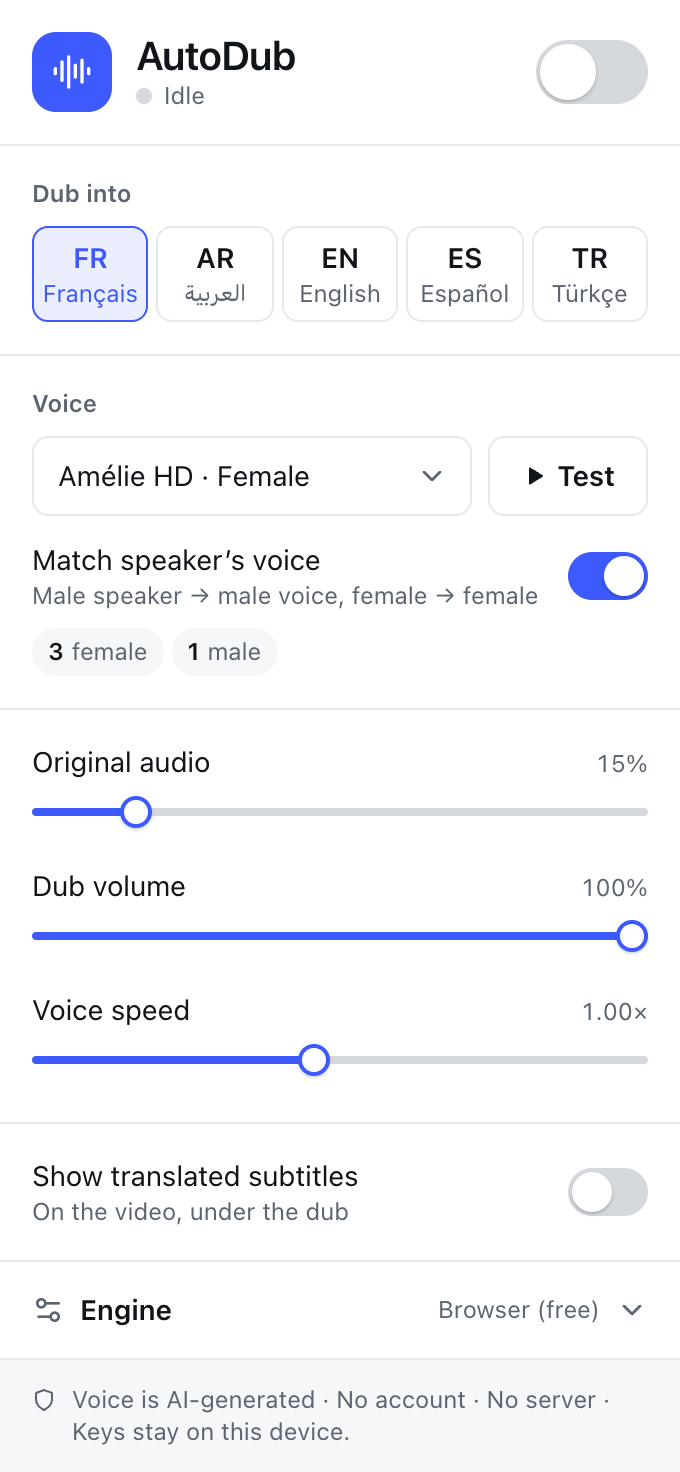 AutoDub
Idle
Dub into
FR
Français
AR
العربية
EN
English
ES
Español
TR
Türkçe
Voice
Amélie HD · Female
Test
Match speaker’s voice
Male speaker → male voice, female → female
3 female
1 male
Original audio
15%
Dub volume
100%
Voice speed
1.00×
Show translated subtitles
On the video, under the dub
Engine
Browser (free)
Voice is AI-generated · No account · No server ·
Keys stay on this device.